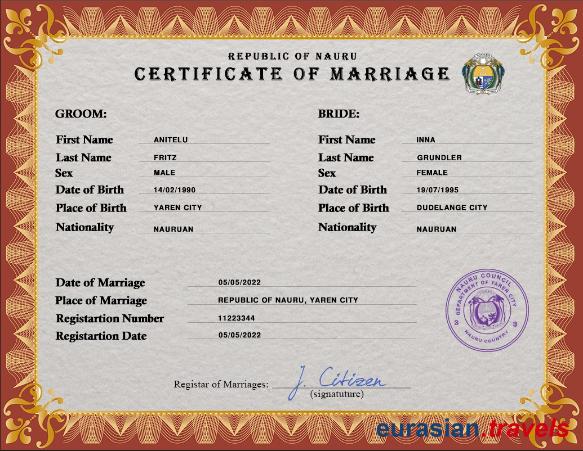 REPUBLIC OF NAURU
CERTIFICATE OF MARRIAGE
GROOM: BRIDE:
First Name ANITELU First Name INNA
Last Name FRITZ Last Name GRUNDLER
Sex MALE Sex FEMALE
Date of Birth 14/02/1990 Date of Birth 19/07/1995
Place of Birth YAREN CITY Place of Birth DUDELANGE CITY
Nationality NAURUAN Nationality NAURUAN
Date of Marriage 05/05/2022
Place of Marriage REPUBLIC OF NAURU, YAREN CITY
Registarstion Number 11223344
Registartion Date 05/05/2022
NAURU COUNCIL
DEPARTMENT OF YAREN CITY
NAURU COUNTRY
Registar of Marriages: J. Citizen
(signatuture)
eurasian.travels